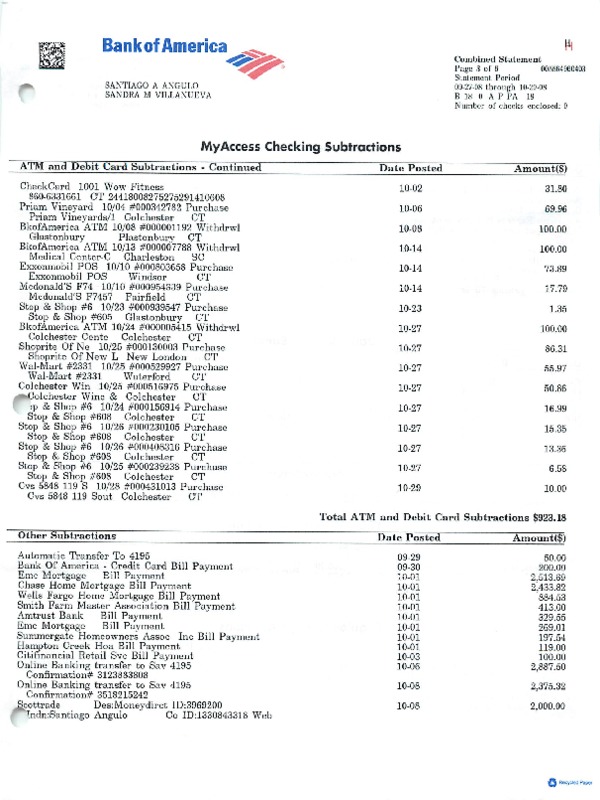 Bank of America
H
Combined Statement
Page 3 of 6
Statement Period
09-27-08 through 10-29-08
B 18 0 A P PA 18
Number of checks enclosed: 0
SANTIAGO A ANGULO
SANDRA M VILLANUEVA
MyAccess Checking Subtractions
ATM and Debit Card Subtractions - Continued Date Posted Amount($)
CheckCard 1001 Wow Fitness 10-02 31.80
860-6331661 CT 24418008275275291410608
Priam Vineyard 10/04 #000342782 Purchase 10-06 69.96
Priam Vineyards/1 Colchester CT
BkofAmerica ATM 10/08 #000001192 Withdrwl 10-08 100.00
Glastonbury Plastonbury CT
BkofAmerica ATM 10/13 #000007788 Withdrwl 10-14 100.00
Medical Center-C Charleston SC
Exxonmobil POS 10/10 #000803658 Purchase 10-14 73.89
Exxonmobil POS Windsor CT
Mcdonald'S F74 10/10 #000954339 Purchase 10-14 17.79
Mcdonald'S F7457 Fairfield CT
Stop & Shop #6 10/23 #000939547 Purchase 10-23 1.35
Stop & Shop #605 Glastonbury CT
BkofAmerica ATM 10/24 #000005415 Withdrwl 10-27 100.00
Colchester Cente Colchester CT
Shoprite Of Ne 10/25 #000130003 Purchase 10-27 86.31
Shoprite Of New L New London CT
Wal-Mart #2331 10/25 #000529927 Purchase 10-27 55.97
Wal-Mart #2331 Waterford CT
Colchester Win 10/25 #000516975 Purchase 10-27 50.86
Colchester Wine & Colchester CT
op & Shop #6 10/24 #000156914 Purchase 10-27 16.99
Stop & Shop #608 Colchester CT
Stop & Shop #6 10/26 #000230105 Purchase 10-27 15.35
Stop & Shop #608 Colchester CT
Stop & Shop #6 10/26 #000408316 Purchase 10-27 13.35
Stop & Shop #608 Colchester CT
Stop & Shop #6 10/25 #000239238 Purchase 10-27 6.58
Stop & Shop #608 Colchester CT
Cvs 5848 119 S 10/28 #000431013 Purchase 10-29 10.00
Cvs 5848 119 Sout Colchester CT
Total ATM and Debit Card Subtractions $923.18
Other Subtractions Date Posted Amount($)
Automatic Transfer To 4195 09-29 50.00
Bank Of America - Credit Card Bill Payment 09-30 200.00
Emc Mortgage Bill Payment 10-01 2,513.69
Chase Home Mortgage Bill Payment 10-01 2,433.82
Wells Fargo Home Mortgage Bill Payment 10-01 884.53
Smith Farm Master Association Bill Payment 10-01 413.00
Amtrust Bank Bill Payment 10-01 329.55
Emc Mortgage Bill Payment 10-01 269.01
Summergate Homeowners Assoc Inc Bill Payment 10-01 197.54
Hampton Creek Hoa Bill Payment 10-01 119.00
Citifinancial Retail Svc Bill Payment 10-03 100.00
Online Banking transfer to Sav 4195 10-06 2,887.50
Confirmation# 3123883808
Online Banking transfer to Sav 4195 10-08 2,375.32
Confirmation# 3518215242
Scottrade Des:Moneydirct ID:3969200 10-08 2,000.00
Indn:Santiago Angulo Co ID:1330843318 Web
Recycled Paper